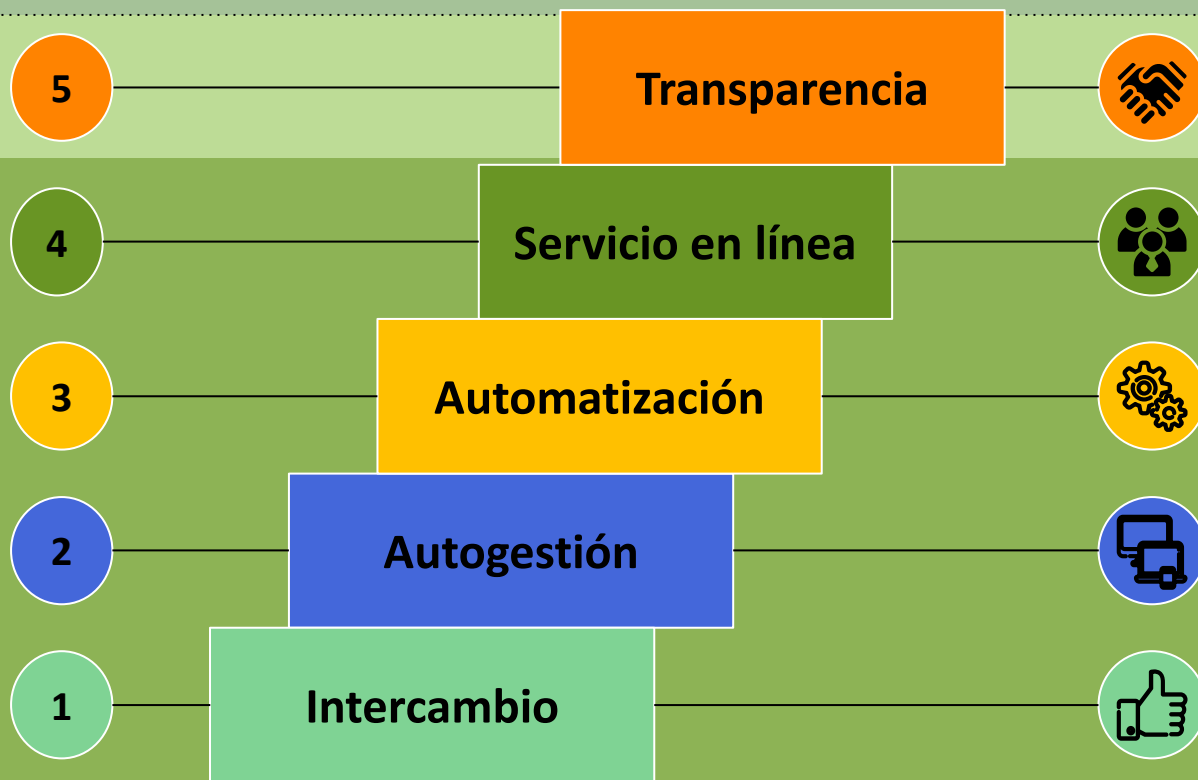 5
Transparencia
4
Servicio en línea
3
Automatización
2
Autogestión
1
Intercambio